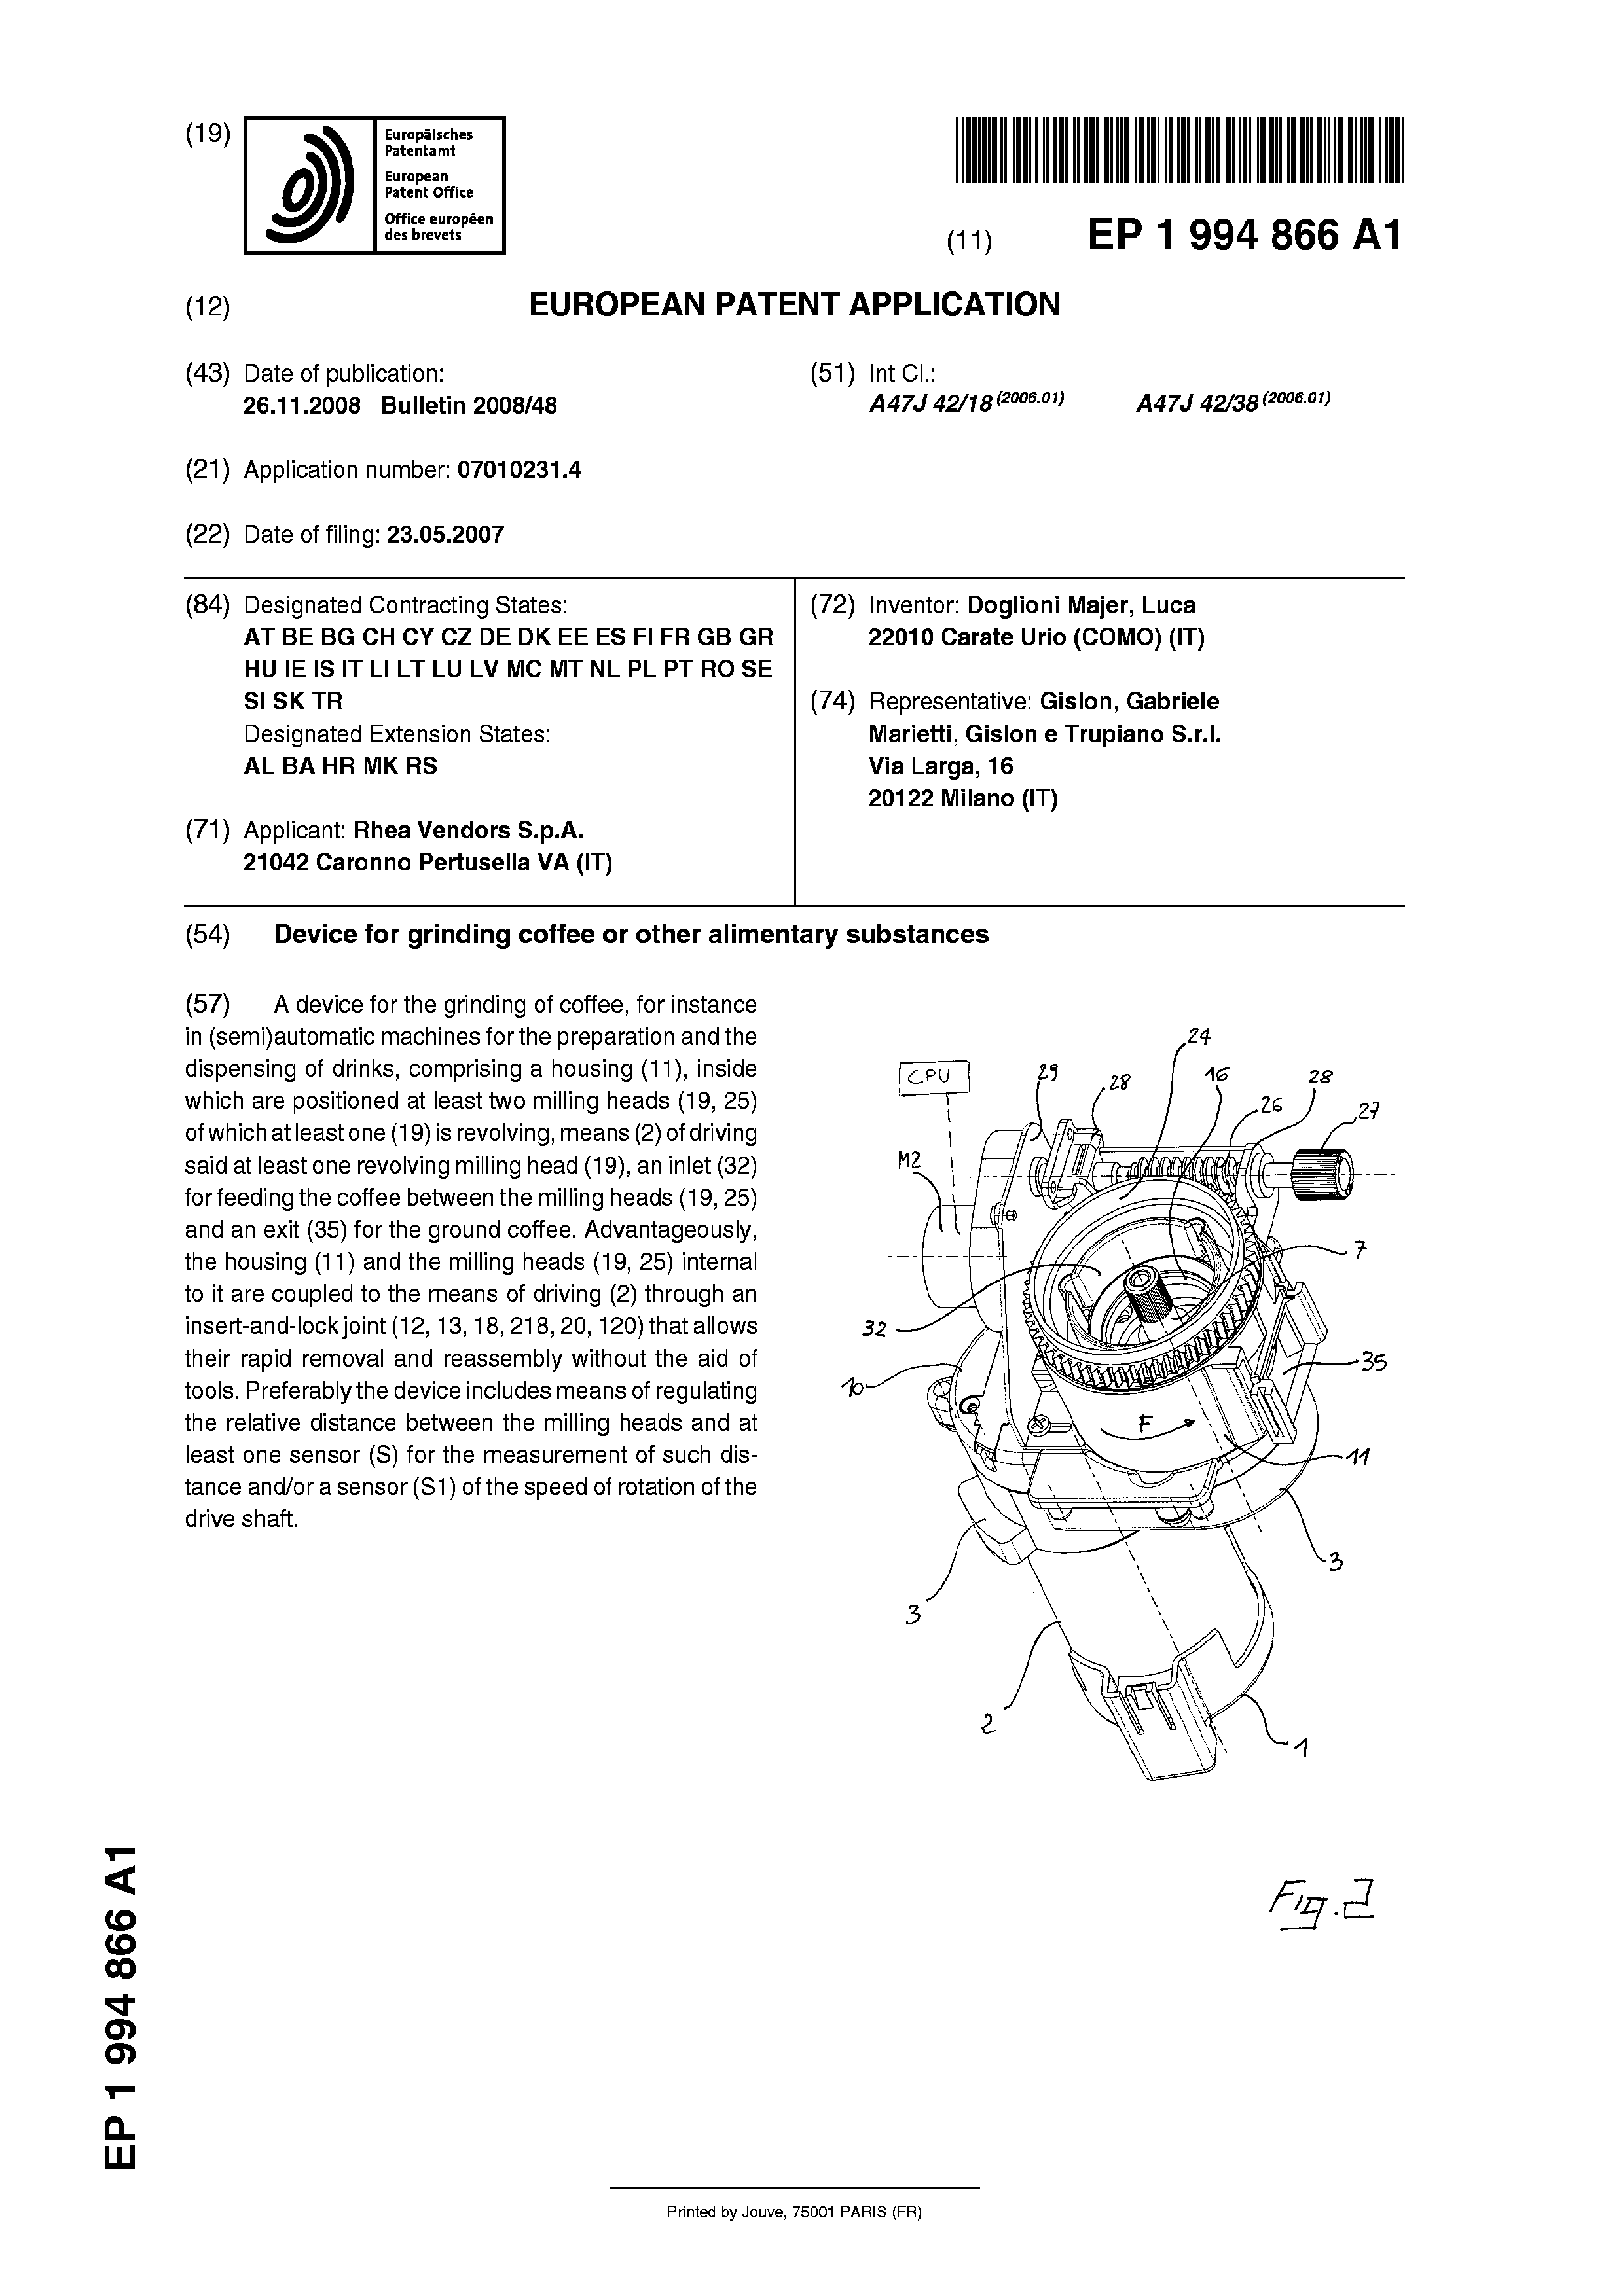 (19)
Europäisches
Patentamt
European
Patent Office
Office européen
des brevets
(11) EP 1 994 866 A1
(12) EUROPEAN PATENT APPLICATION
(43) Date of publication:
26.11.2008 Bulletin 2008/48
(51) Int Cl.:
A47J 42/18 (2006.01) A47J 42/38 (2006.01)
(21) Application number: 07010231.4
(22) Date of filing: 23.05.2007
(84) Designated Contracting States:
AT BE BG CH CY CZ DE DK EE ES FI FR GB GR
HU IE IS IT LI LT LU LV MC MT NL PL PT RO SE
SI SK TR
Designated Extension States:
AL BA HR MK RS
(71) Applicant: Rhea Vendors S.p.A.
21042 Caronno Pertusella VA (IT)
(72) Inventor: Doglioni Majer, Luca
22010 Carate Urio (COMO) (IT)
(74) Representative: Gislon, Gabriele
Marietti, Gislon e Trupiano S.r.l.
Via Larga, 16
20122 Milano (IT)
(54) Device for grinding coffee or other alimentary substances
(57) A device for the grinding of coffee, for instance
in (semi)automatic machines for the preparation and the
dispensing of drinks, comprising a housing (11), inside
which are positioned at least two milling heads (19, 25)
of which at least one (19) is revolving, means (2) of driving
said at least one revolving milling head (19), an inlet (32)
for feeding the coffee between the milling heads (19, 25)
and an exit (35) for the ground coffee. Advantageously,
the housing (11) and the milling heads (19, 25) internal
to it are coupled to the means of driving (2) through an
insert-and-lock joint (12, 13, 18, 218, 20, 120) that allows
their rapid removal and reassembly without the aid of
tools. Preferably the device includes means of regulating
the relative distance between the milling heads and at
least one sensor (S) for the measurement of such dis-
tance and/or a sensor (S1) of the speed of rotation of the
drive shaft.
24
CPU
29
28
16
28
26
27
M2
7
32
35
10
F
11
3
3
2
1
Fig. 2
EP 1 994 866 A1
Printed by Jouve, 75001 PARIS (FR)